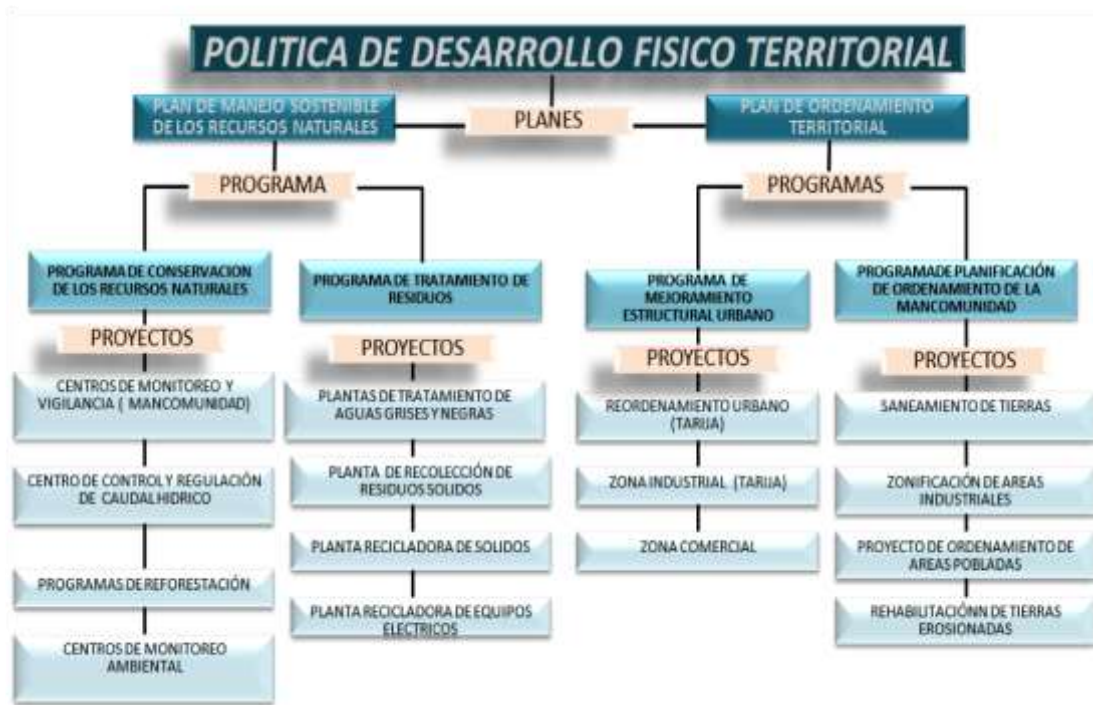 POLITICA DE DESARROLLO FISICO TERRITORIAL
PLAN DE MANEJO SOSTENIBLE
DE LOS RECURSOS NATURALES
PLANES
PLAN DE ORDENAMIENTO
TERRITORIAL
PROGRAMA
PROGRAMAS
PROGRAMA DE CONSERVACIÓN
DE LOS RECURSOS NATURALES
PROYECTOS
CENTROS DE MONITOREO Y
VIGILANCIA ( MANCOMUNIDAD)
CENTRO DE CONTROL Y REGULACIÓN
DE CAUDAL HIDRICO
PROGRAMAS DE REFORESTACIÓN
CENTROS DE MONITOREO
AMBIENTAL
PROGRAMA DE TRATAMIENTO DE
RESIDUOS
PROYECTOS
PLANTAS DE TRATAMIENTO DE
AGUAS GRISES Y NEGRAS
PLANTA DE RECOLECCIÓN DE
RESIDUOS SOLIDOS
PLANTA RECICLADORA DE SOLIDOS
PLANTA RECICLADORA DE EQUIPOS
ELECTRICOS
PROGRAMA DE
MEJORAMIENTO
ESTRUCTURAL URBANO
PROYECTOS
REORDENAMIENTO URBANO
(TARIJA)
ZONA INDUSTRIAL (TARIJA)
ZONA COMERCIAL
PROGRAMA DE PLANIFICACIÓN
DE ORDENAMIENTO DE LA
MANCOMUNIDAD
PROYECTOS
SANEAMIENTO DE TIERRAS
ZONIFICACIÓN DE AREAS
INDUSTRIALES
PROYECTO DE ORDENAMIENTO DE
AREAS POBLADAS
REHABILITACIÓNN DE TIERRAS
EROSIONADAS